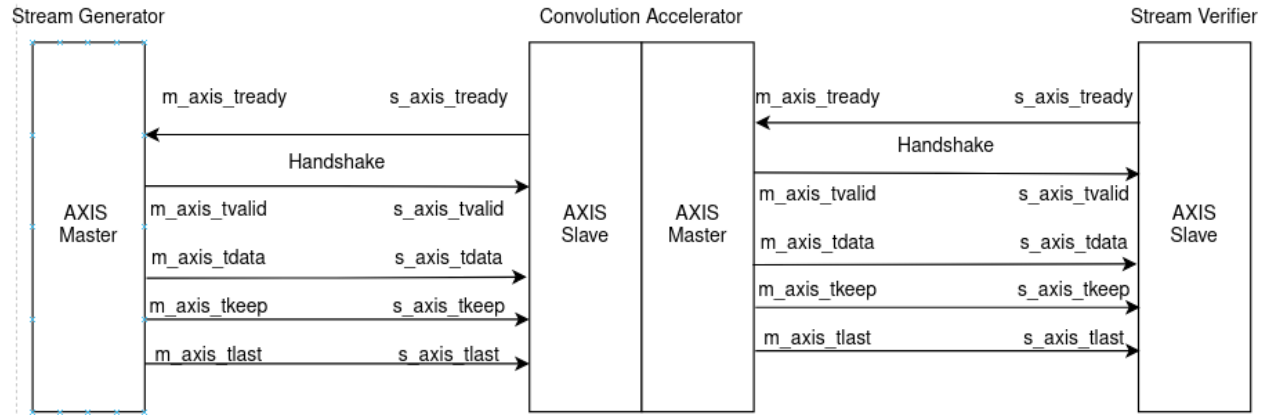 Stream Generator
Convolution Accelerator
Stream Verifier
m_axis_tready
s_axis_tready
m_axis_tready
s_axis_tready
Handshake
Handshake
AXIS
Master
m_axis_tvalid
s_axis_tvalid
AXIS
Slave
AXIS
Master
m_axis_tvalid
s_axis_tvalid
AXIS
Slave
m_axis_tdata
s_axis_tdata
m_axis_tdata
s_axis_tdata
m_axis_tkeep
s_axis_tkeep
m_axis_tkeep
s_axis_tkeep
m_axis_tlast
s_axis_tlast
m_axis_tlast
s_axis_tlast